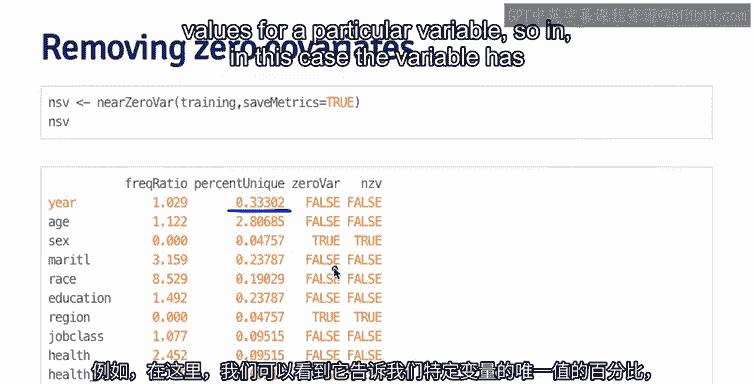 values for a particular variable, so in,
in this case the variable has
Removing zero covariates
nsv <- nearZeroVar(training,saveMetrics=TRUE)
nsv
freqRatio percentUnique zeroVar nzv
year 1.029 0.33302 FALSE FALSE
age 1.122 2.80685 FALSE FALSE
sex 0.000 0.04757 TRUE TRUE
maritl 3.159 0.23787 FALSE FALSE
race 8.529 0.19029 FALSE FALSE
education 1.492 0.23787 FALSE FALSE
region 0.000 0.04757 TRUE TRUE
jobclass 1.077 0.09515 FALSE FALSE
health 2.452 0.09515 FALSE FALSE
health
例如，在这里，我们可以看到它告诉我们特定变量的唯一值的百分比，